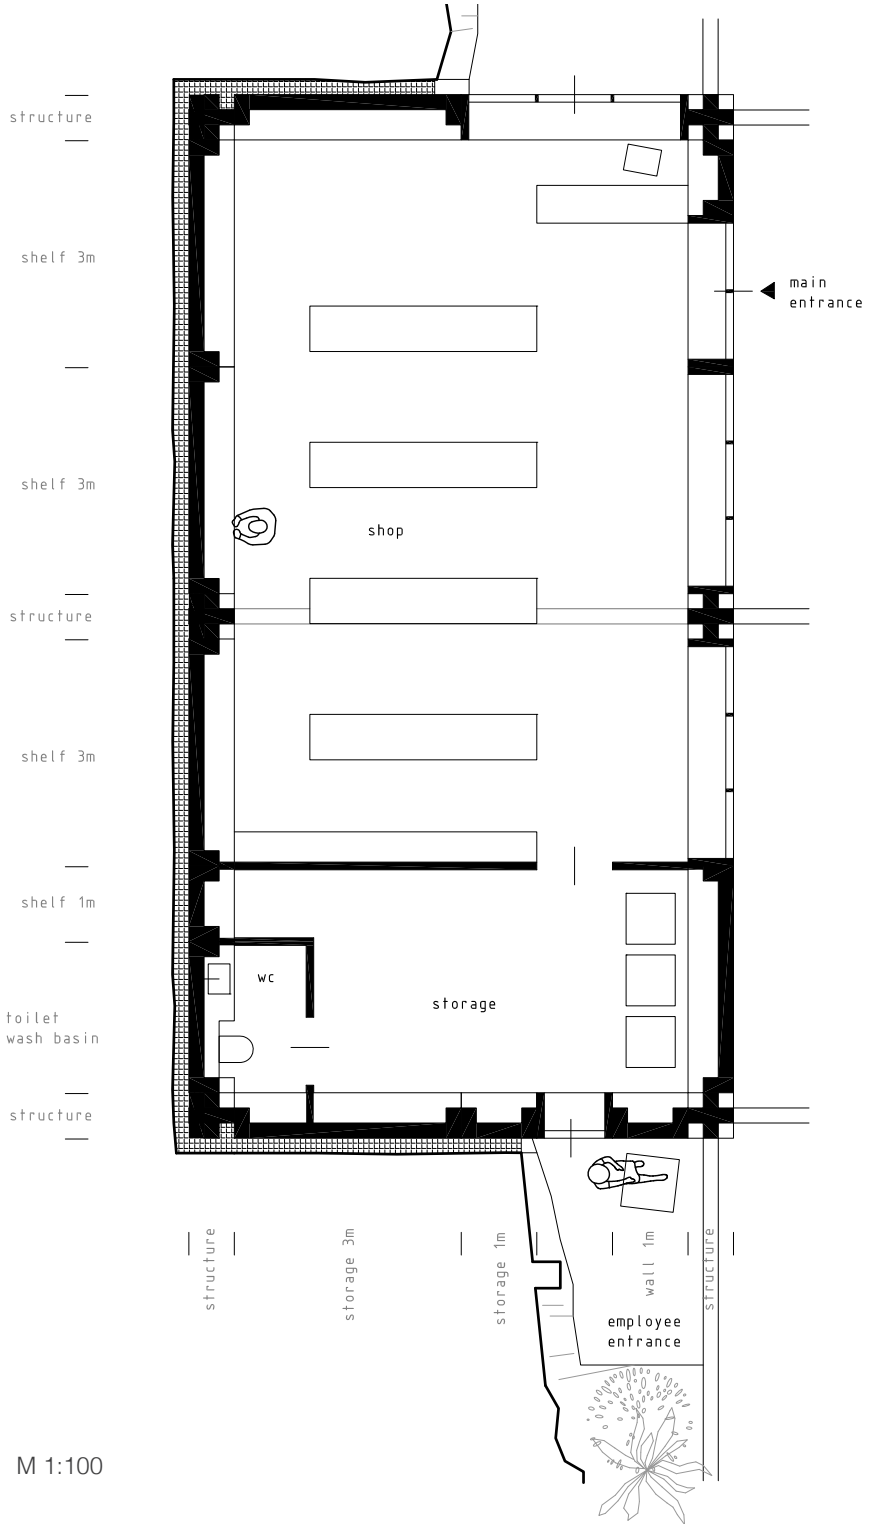 structure
shelf 3m
main
entrance
shelf 3m
shop
structure
shelf 3m
shelf 1m
wc
storage
toilet
wash basin
structure
structure
storage 3m
storage 1m
wall 1m
structure
employee
entrance
M 1:100